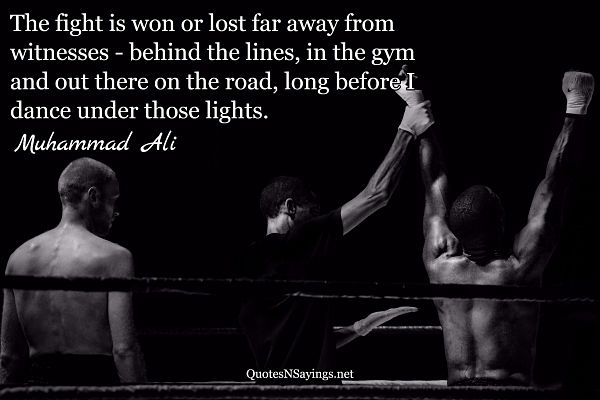 The fight is won or lost far away from
witnesses - behind the lines, in the gym
and out there on the road, long before I
dance under those lights.
Muhammad Ali
QuotesNSayings.net